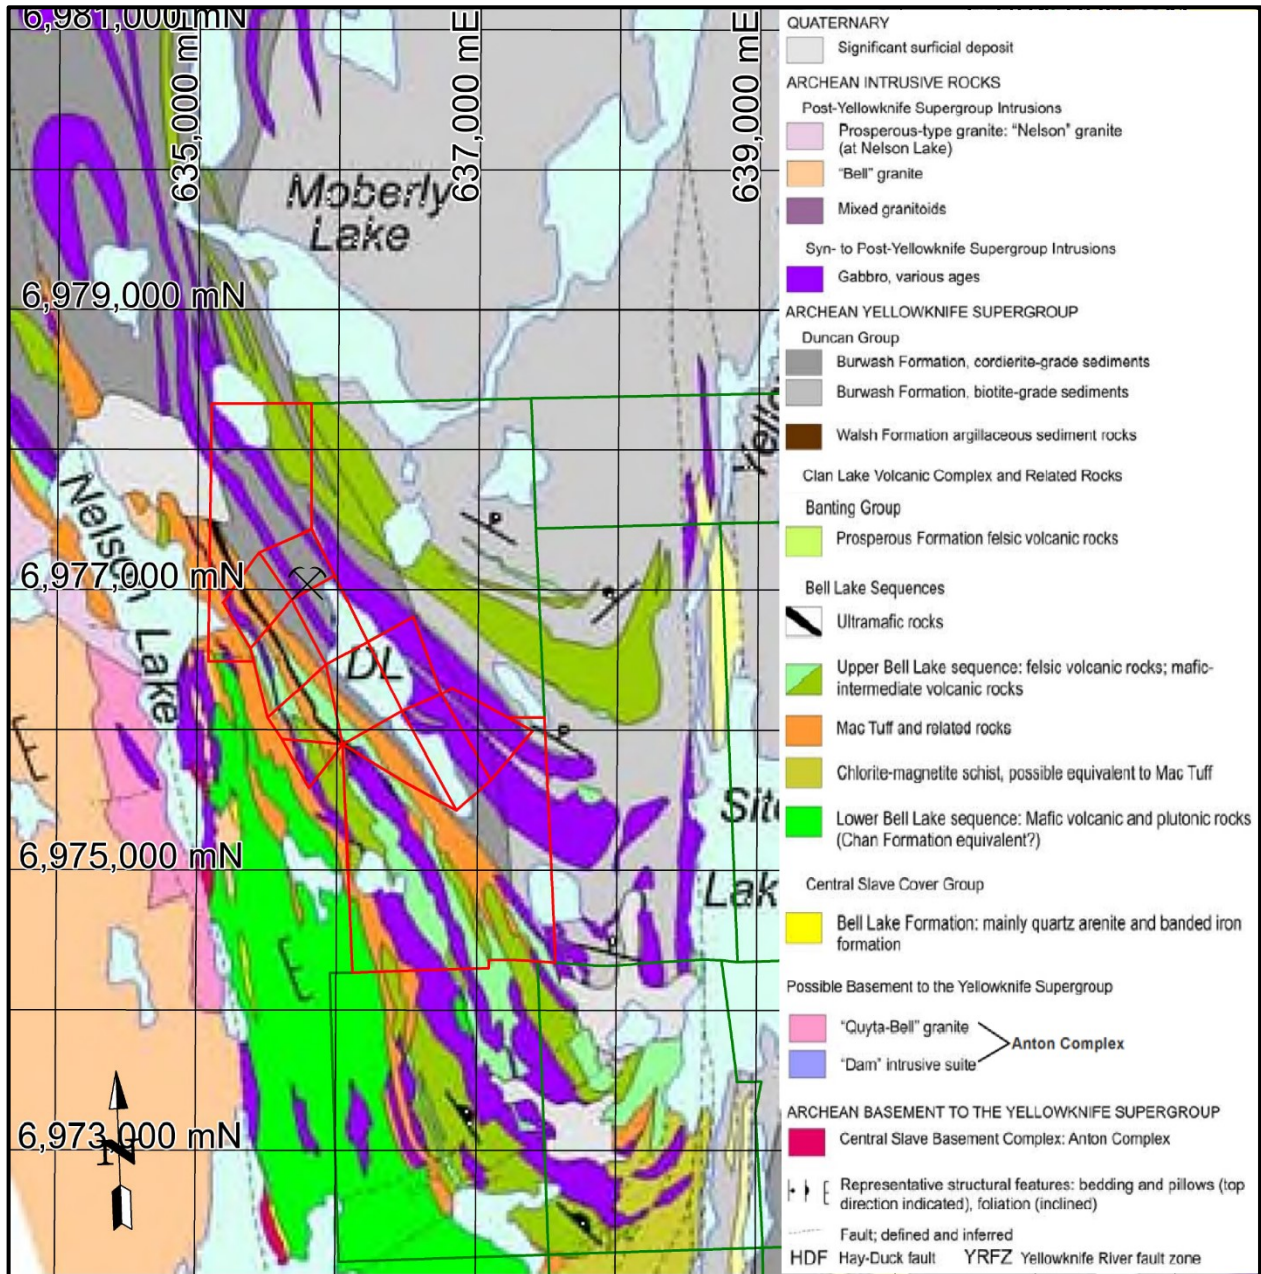 6,981,000 mN
635,000 mE
637,000 mE
639,000 mE
Moberly
Lake
6,979,000 mN
Nelson
Lake
6,977,000 mN
DL
Lake
6,975,000 mN
6,973,000 mN
N
QUATERNARY
Significant surficial deposit
ARCHEAN INTRUSIVE ROCKS
Post-Yellowknife Supergroup Intrusions
Prosperous-type granite: "Nelson" granite
(at Nelson Lake)
"Bell" granite
Mixed granitoids
Syn- to Post-Yellowknife Supergroup Intrusions
Gabbro, various ages
ARCHEAN YELLOWKNIFE SUPERGROUP
Duncan Group
Burwash Formation, cordierite-grade sediments
Burwash Formation, biotite-grade sediments
Walsh Formation argillaceous sediment rocks
Clan Lake Volcanic Complex and Related Rocks
Banting Group
Prosperous Formation felsic volcanic rocks
Bell Lake Sequences
Ultramafic rocks
Upper Bell Lake sequence: felsic volcanic rocks; mafic-
intermediate volcanic rocks
Mac Tuff and related rocks
Chlorite-magnetite schist, possible equivalent to Mac Tuff
Lower Bell Lake sequence: Mafic volcanic and plutonic rocks
(Chan Formation equivalent?)
Central Slave Cover Group
Bell Lake Formation: mainly quartz arenite and banded iron
formation
Possible Basement to the Yellowknife Supergroup
"Quyta-Bell" granite
"Dam" intrusive suite
Anton Complex
ARCHEAN BASEMENT TO THE YELLOWKNIFE SUPERGROUP
Central Slave Basement Complex: Anton Complex
Representative structural features: bedding and pillows (top
direction indicated), foliation (inclined)
Fault; defined and inferred
HDF Hay-Duck fault YRFZ Yellowknife River fault zone